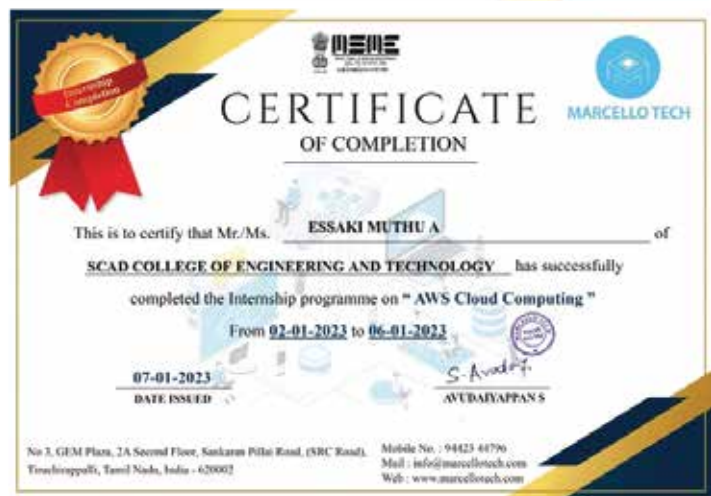 MSME
Internship
Completion
CERTIFICATE
OF COMPLETION
MARCELLO TECH
This is to certify that Mr./Ms. ESSAKI MUTHU A of
SCAD COLLEGE OF ENGINEERING AND TECHNOLOGY has successfully
completed the Internship programme on “ AWS Cloud Computing ”
From 02-01-2023 to 06-01-2023
07-01-2023
DATE ISSUED
S. Avudai
AVUDAIYAPPAN S
No 3, GEM Plaza, 2A Second Floor, Sankaran Pillai Road, (SRC Road),
Tiruchirappalli, Tamil Nadu, India - 620002
Mobile No. : 94423 44796
Mail : info@marcellotech.com
Web : www.marcellotech.com